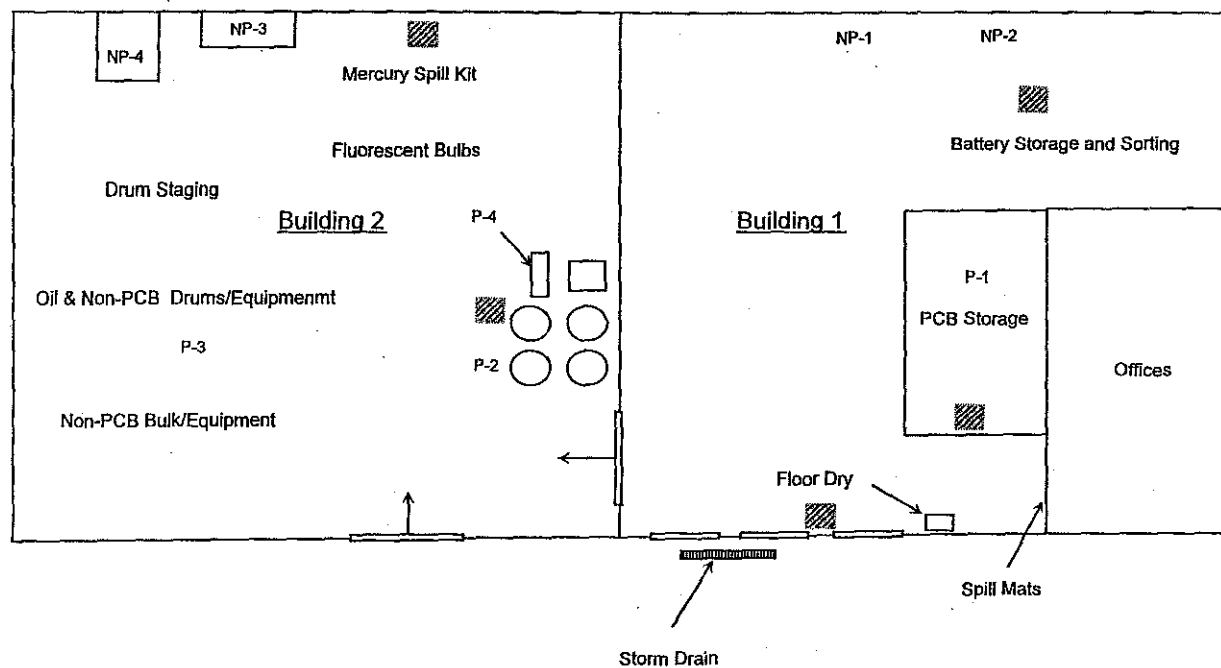 NP-4
NP-3
Mercury Spill Kit
Fluorescent Bulbs
Drum Staging
Building 2
P-4
Oil & Non-PCB Drums/Equipmenmt
P-3
P-2
Non-PCB Bulk/Equipment
NP-1
NP-2
Battery Storage and Sorting
Building 1
P-1
PCB Storage
Offices
Floor Dry
Spill Mats
Storm Drain